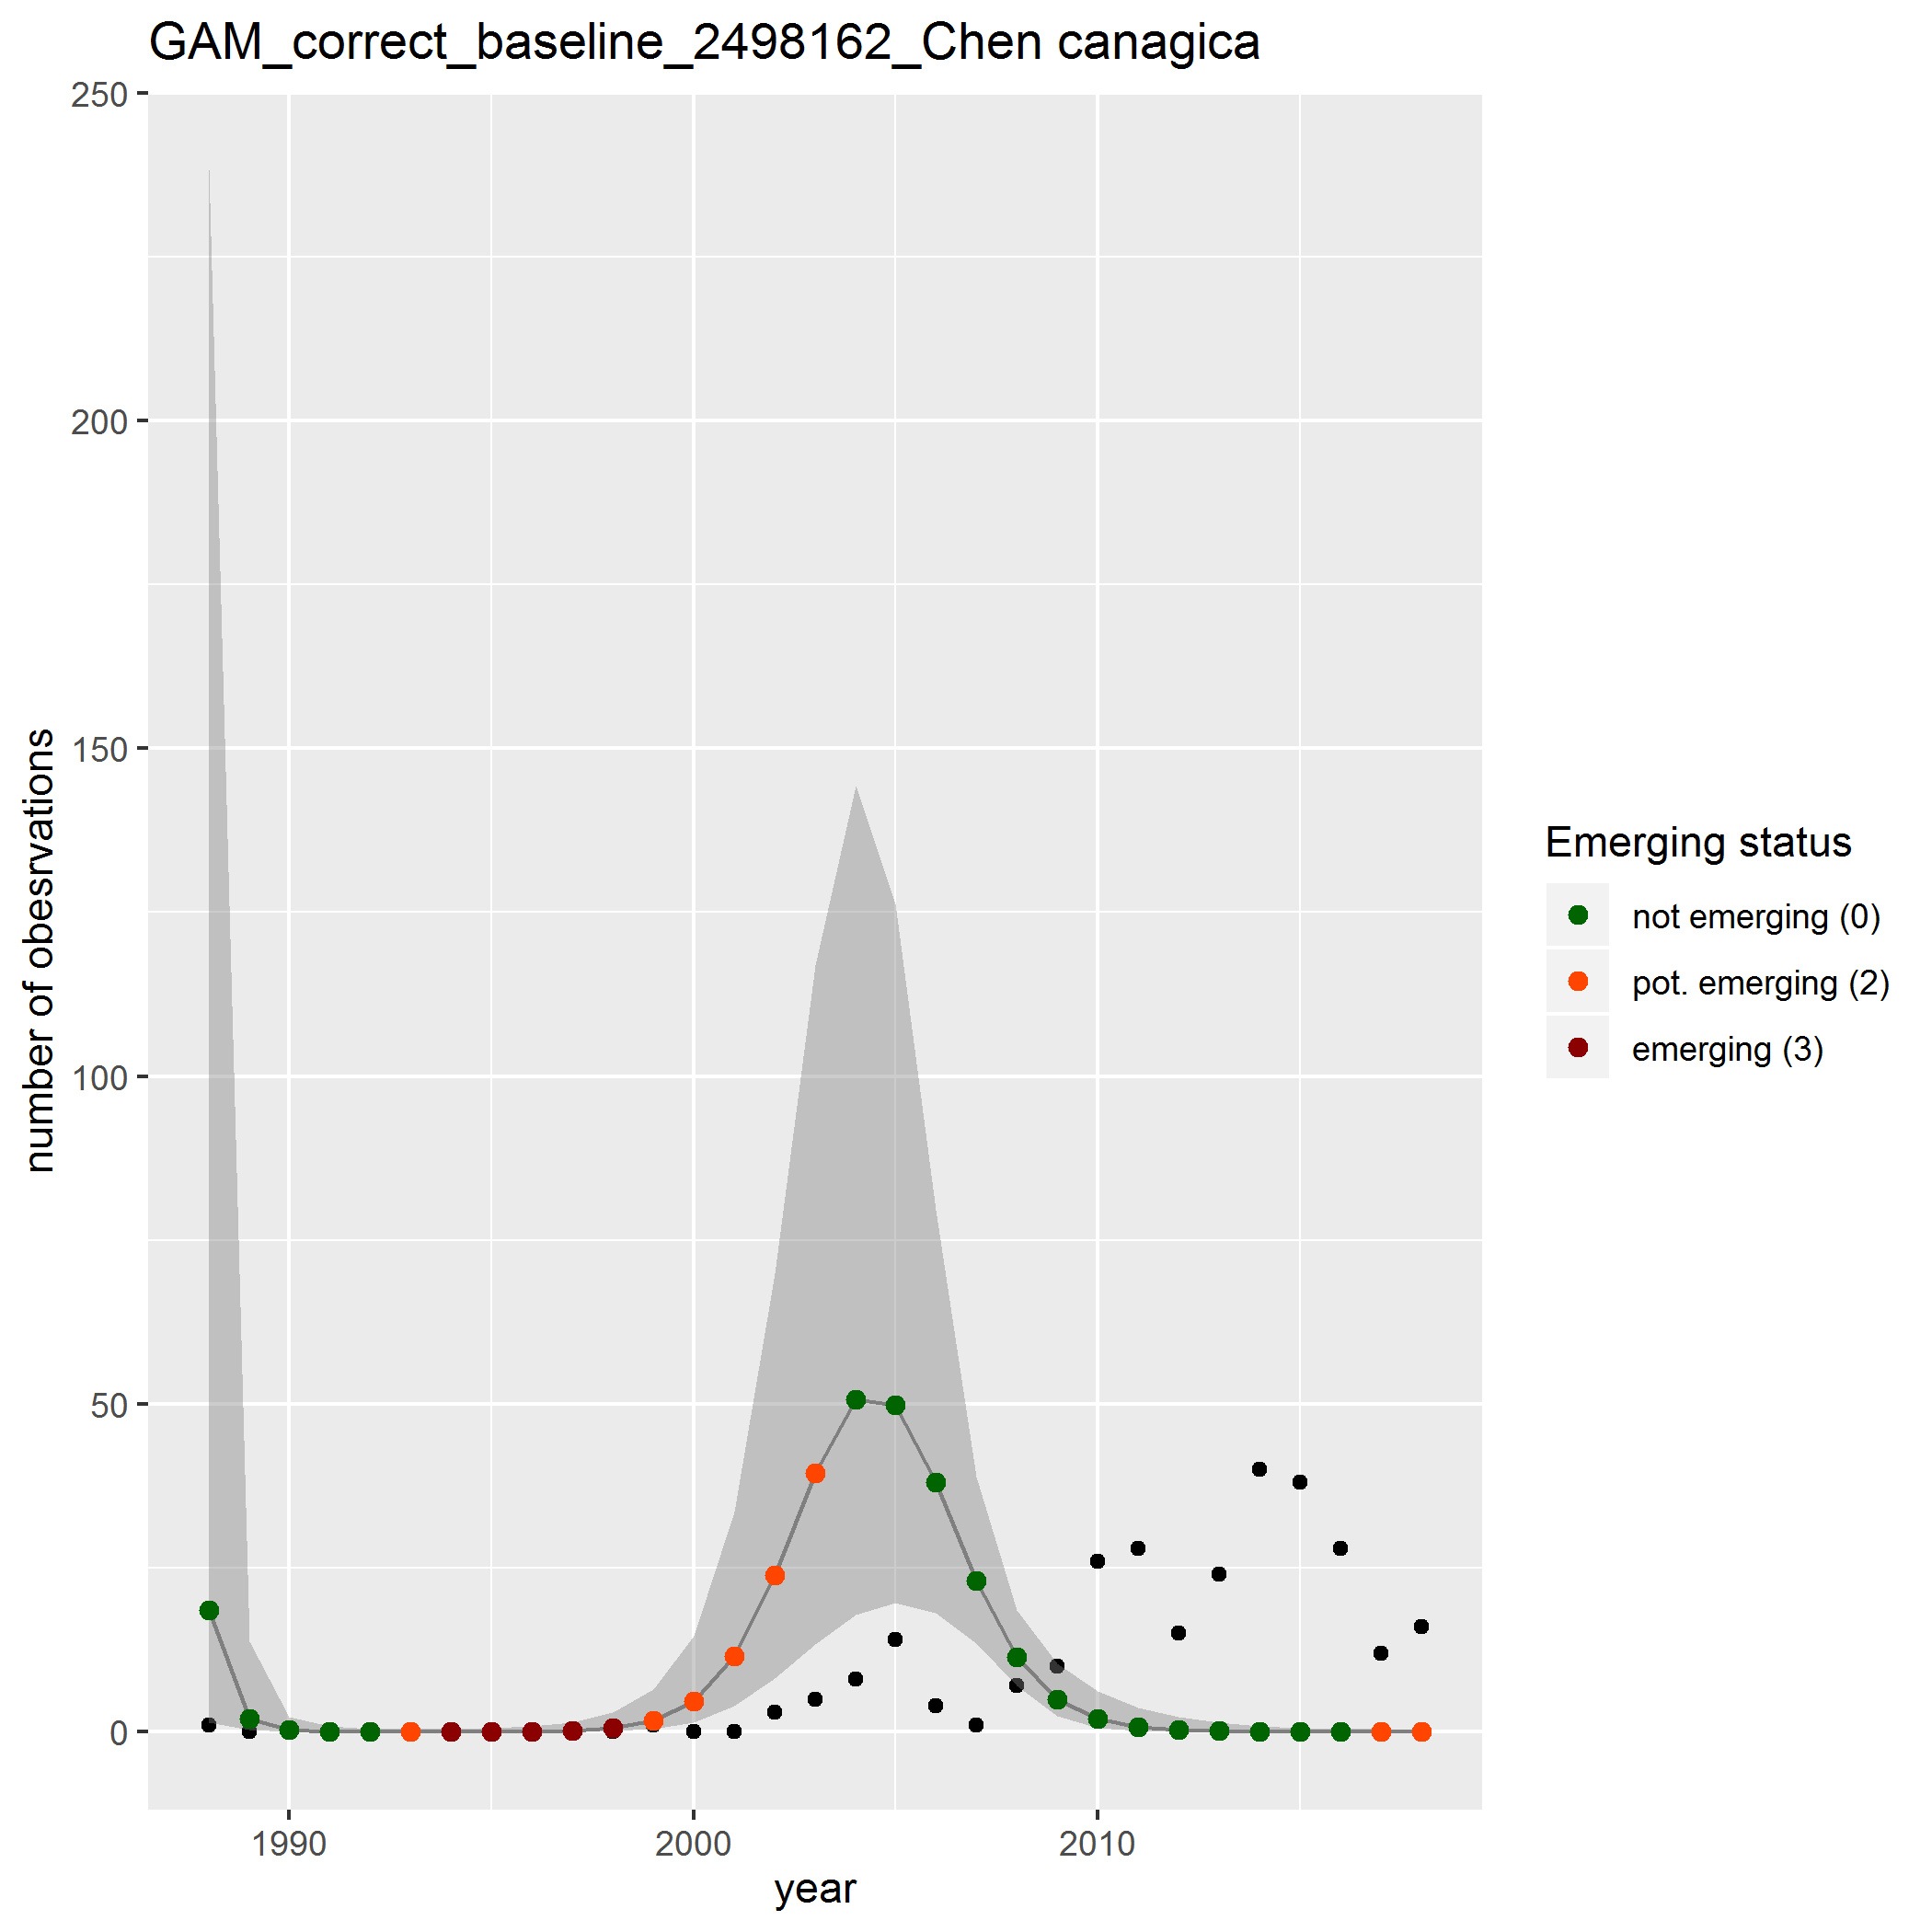 GAM_correct_baseline_2498162_Chen canagica
250
200
150
100
50
0
number of obesrvations
1990
2000
2010
year
Emerging status
not emerging (0)
pot. emerging (2)
emerging (3)